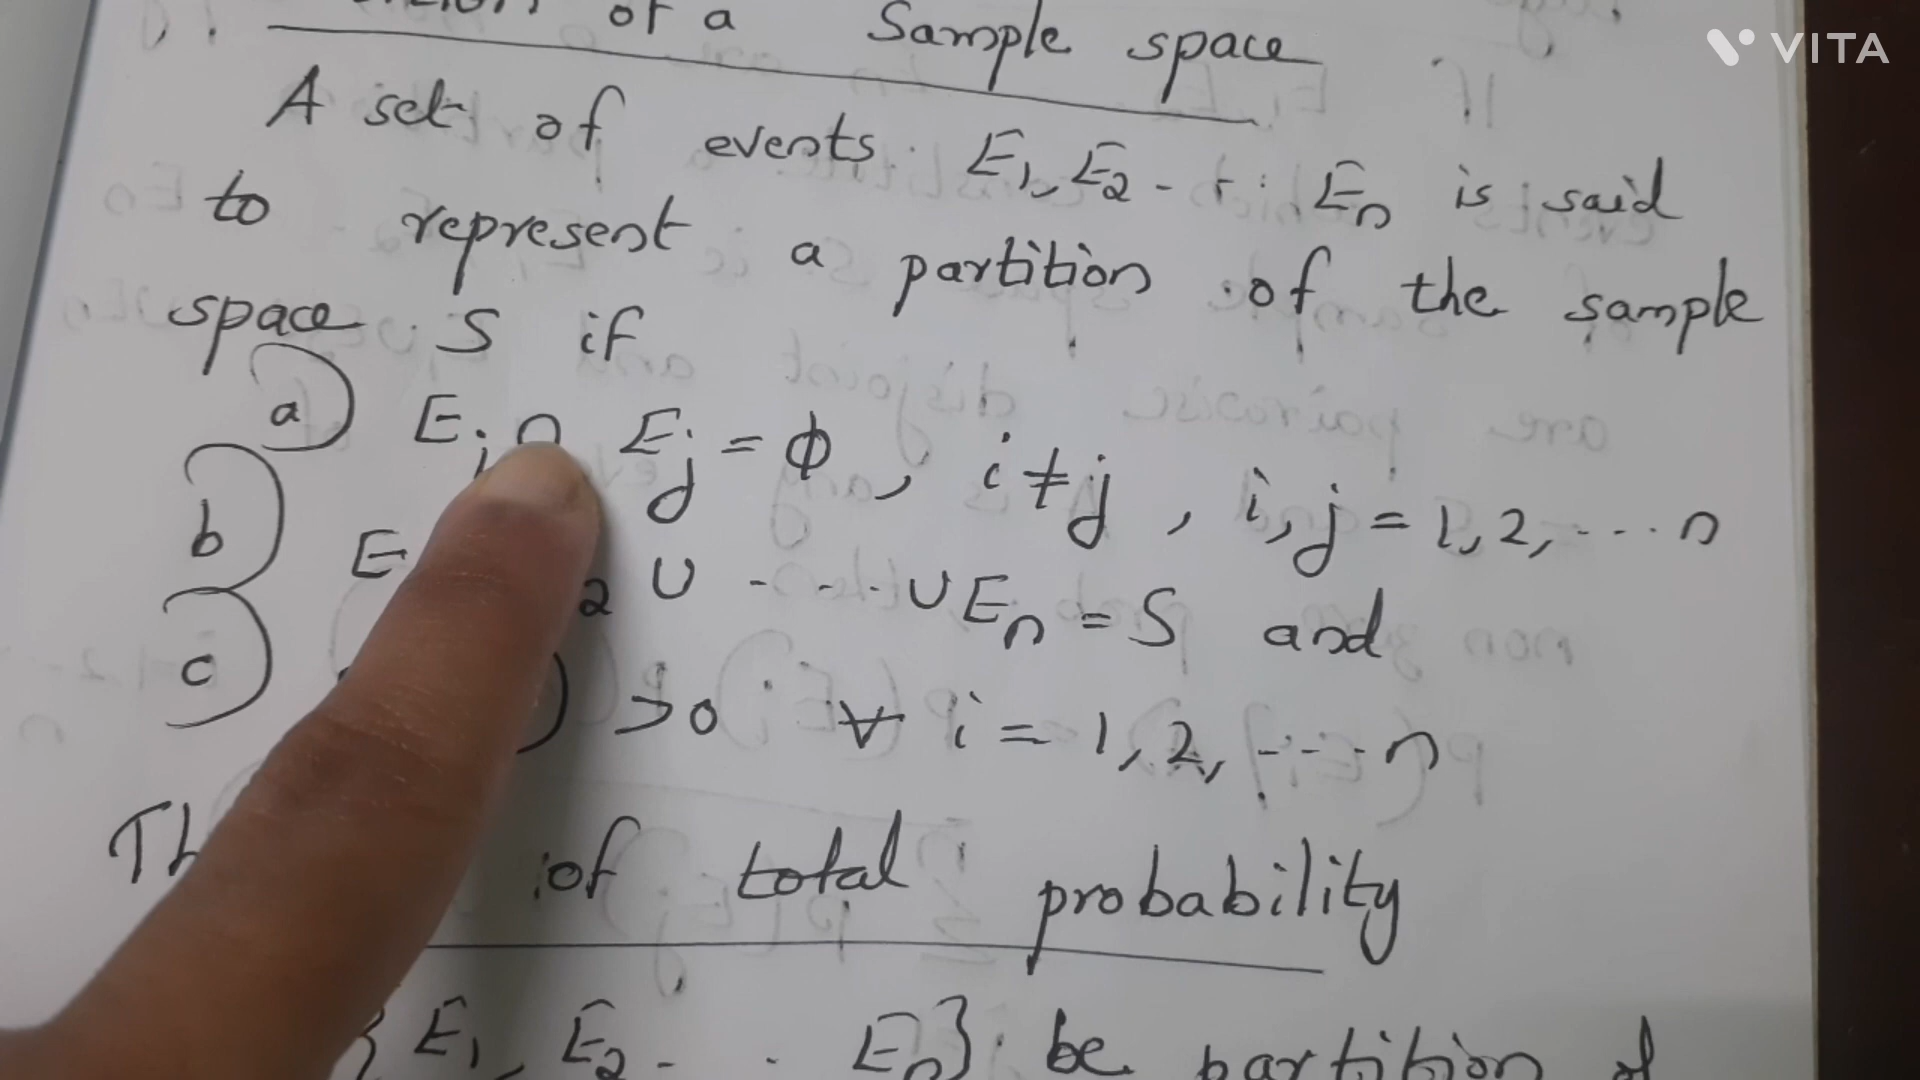 of a Sample space
A set of events E1, E2 - . . En is said
to represent a partition of the sample
space S if
a) Ei ∩ Ej = ϕ, i ≠ j, i, j = 1, 2, - ... n
b) E 2 ∪ - - .. ∪ En = S and
c) ) >0 ∀ i = 1, 2, - .. . n
of total probability
{ E1, E2 - . En} be partition of
VITA